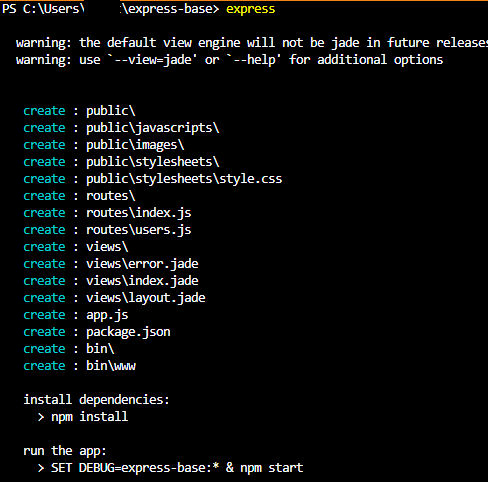 PS C:\Users\ \express-base> express
warning: the default view engine will not be jade in future releases
warning: use `--view=jade' or `--help' for additional options
create : public\
create : public\javascripts\
create : public\images\
create : public\stylesheets\
create : public\stylesheets\style.css
create : routes\
create : routes\index.js
create : routes\users.js
create : views\
create : views\error.jade
create : views\index.jade
create : views\layout.jade
create : app.js
create : package.json
create : bin\
create : bin\www
install dependencies:
> npm install
run the app:
> SET DEBUG=express-base:* & npm start